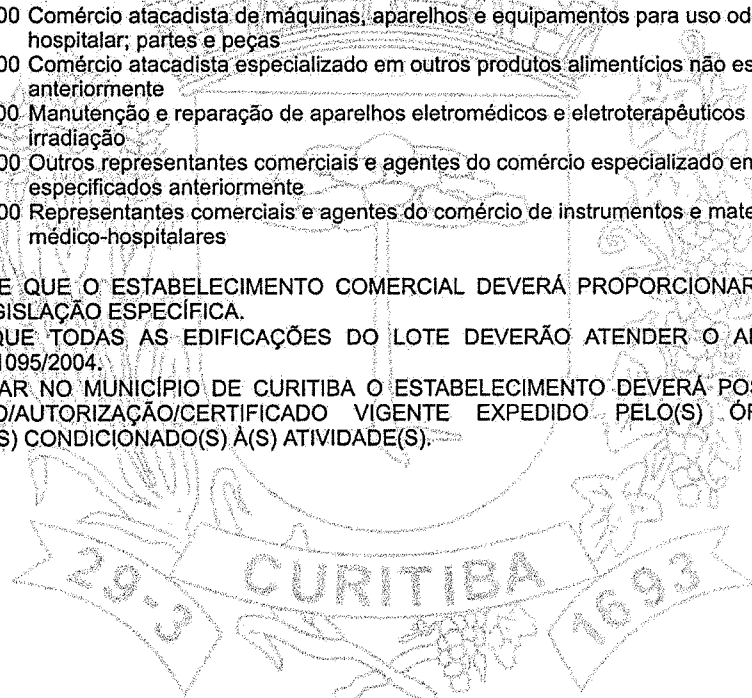 00 Comércio atacadista de máquinas, aparelhos e equipamentos para uso od
hospitalar; partes e peças
00 Comércio atacadista especializado em outros produtos alimentícios não es
anteriormente
00 Manutenção e reparação de aparelhos eletromédicos e eletroterapêuticos
irradiação
00 Outros representantes comerciais e agentes do comércio especializado em
especificados anteriormente
00 Representantes comerciais e agentes do comércio de instrumentos e mate
médico-hospitalares
E QUE O ESTABELECIMENTO COMERCIAL DEVERÁ PROPORCIONAR
GISLAÇÃO ESPECÍFICA.
QUE TODAS AS EDIFICAÇÕES DO LOTE DEVERÃO ATENDER O
1095/2004.
AR NO MUNICÍPIO DE CURITIBA O ESTABELECIMENTO DEVERÁ POS
O/AUTORIZAÇÃO/CERTIFICADO VIGENTE EXPEDIDO PELO(S) ÓR
S) CONDICIONADO(S) À(S) ATIVIDADE(S).
29-3 CURITIBA 1693